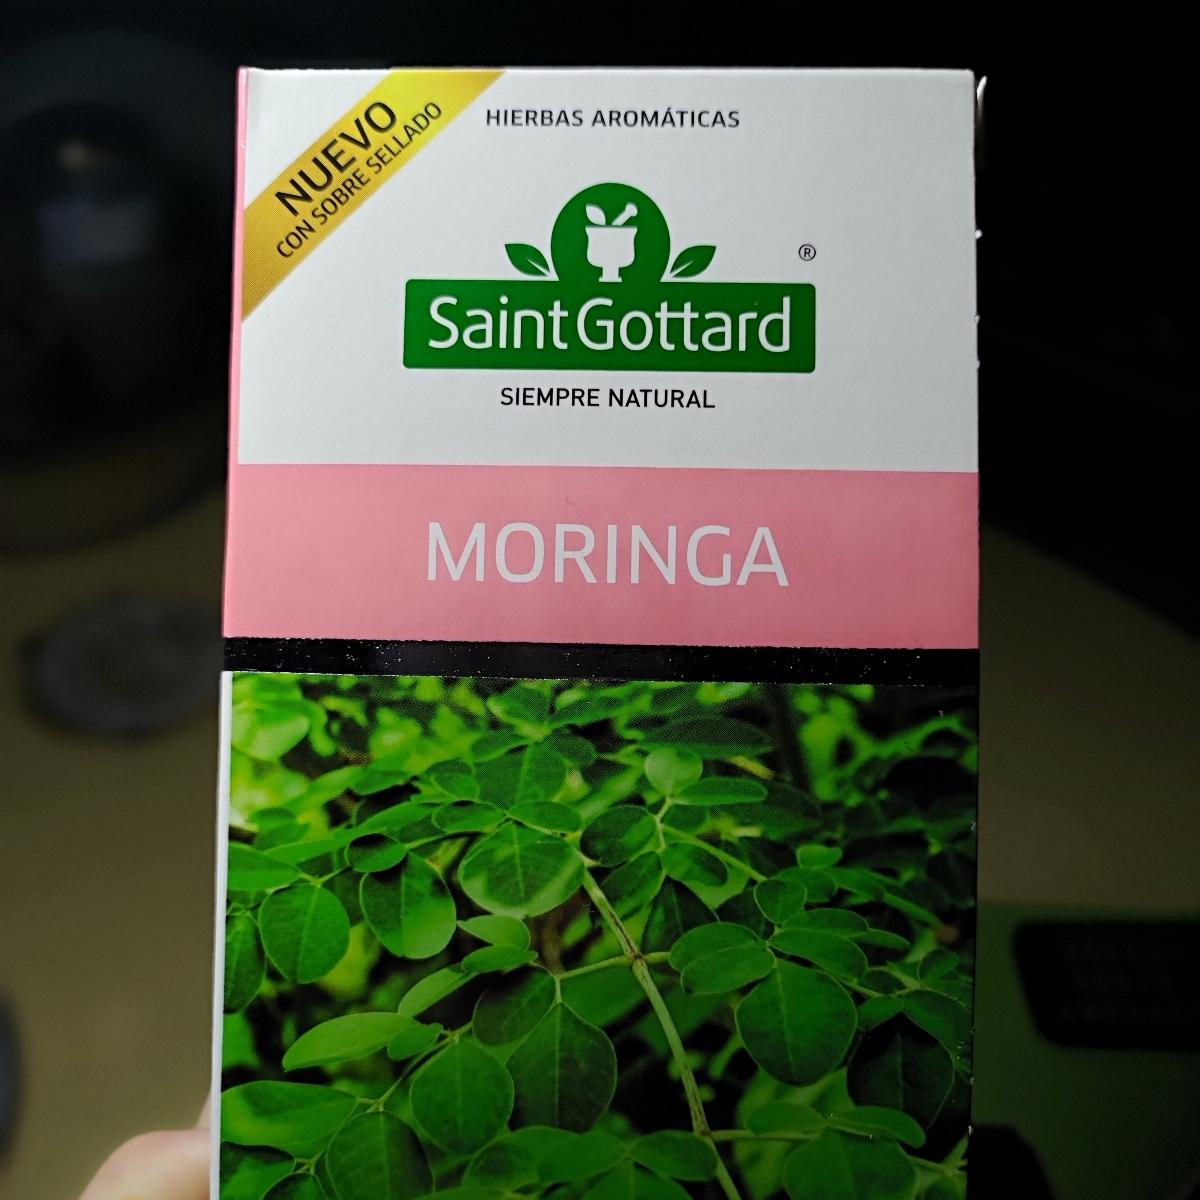 NUEVO
CON SOBRE SELLADO
HIERBAS AROMÁTICAS
®
SaintGottard
SIEMPRE NATURAL
MORINGA